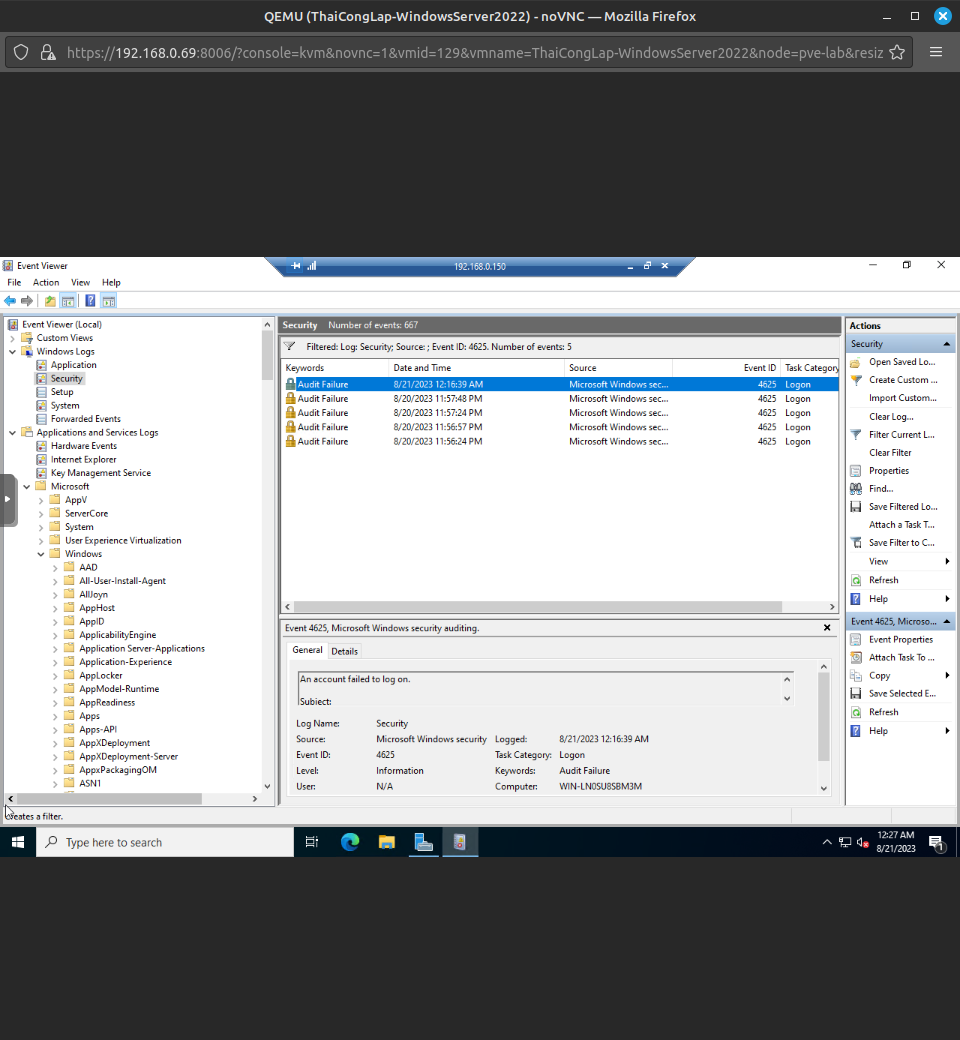 QEMU (ThaiCongLap-WindowsServer2022) - noVNC — Mozilla Firefox
https://192.168.0.69:8006/?console=kvm&novnc=1&vmid=129&vmname=ThaiCongLap-WindowsServer2022&node=pve-lab&resiz
Event Viewer
192.168.0.150
File Action View Help
Event Viewer (Local)
Custom Views
Windows Logs
Application
Security
Setup
System
Forwarded Events
Applications and Services Logs
Hardware Events
Internet Explorer
Key Management Service
Microsoft
AppV
ServerCore
System
User Experience Virtualization
Windows
AAD
All-User-Install-Agent
AllJoyn
AppHost
AppID
ApplicabilityEngine
Application Server-Applications
Application-Experience
AppLocker
AppModel-Runtime
AppReadiness
Apps
Apps-API
AppXDeployment
AppXDeployment-Server
AppxPackagingOM
ASN1
Security Number of events: 667
Filtered: Log: Security; Source: ; Event ID: 4625. Number of events: 5
Keywords Date and Time Source Event ID Task Category
Audit Failure 8/21/2023 12:16:39 AM Microsoft Windows sec... 4625 Logon
Audit Failure 8/20/2023 11:57:48 PM Microsoft Windows sec... 4625 Logon
Audit Failure 8/20/2023 11:57:24 PM Microsoft Windows sec... 4625 Logon
Audit Failure 8/20/2023 11:56:57 PM Microsoft Windows sec... 4625 Logon
Audit Failure 8/20/2023 11:56:24 PM Microsoft Windows sec... 4625 Logon
Event 4625, Microsoft Windows security auditing.
General Details
An account failed to log on.
Subject:
Log Name: Security
Source: Microsoft Windows security Logged: 8/21/2023 12:16:39 AM
Event ID: 4625 Task Category: Logon
Level: Information Keywords: Audit Failure
User: N/A Computer: WIN-LN0SU8SBM3M
Actions
Security
Open Saved Lo...
Create Custom ...
Import Custom...
Clear Log...
Filter Current L...
Clear Filter
Properties
Find...
Save Filtered Lo...
Attach a Task T...
Save Filter to C...
View
Refresh
Help
Event 4625, Microso...
Event Properties
Attach Task To ...
Copy
Save Selected E...
Refresh
Help
Creates a filter.
Type here to search
12:27 AM
8/21/2023
1